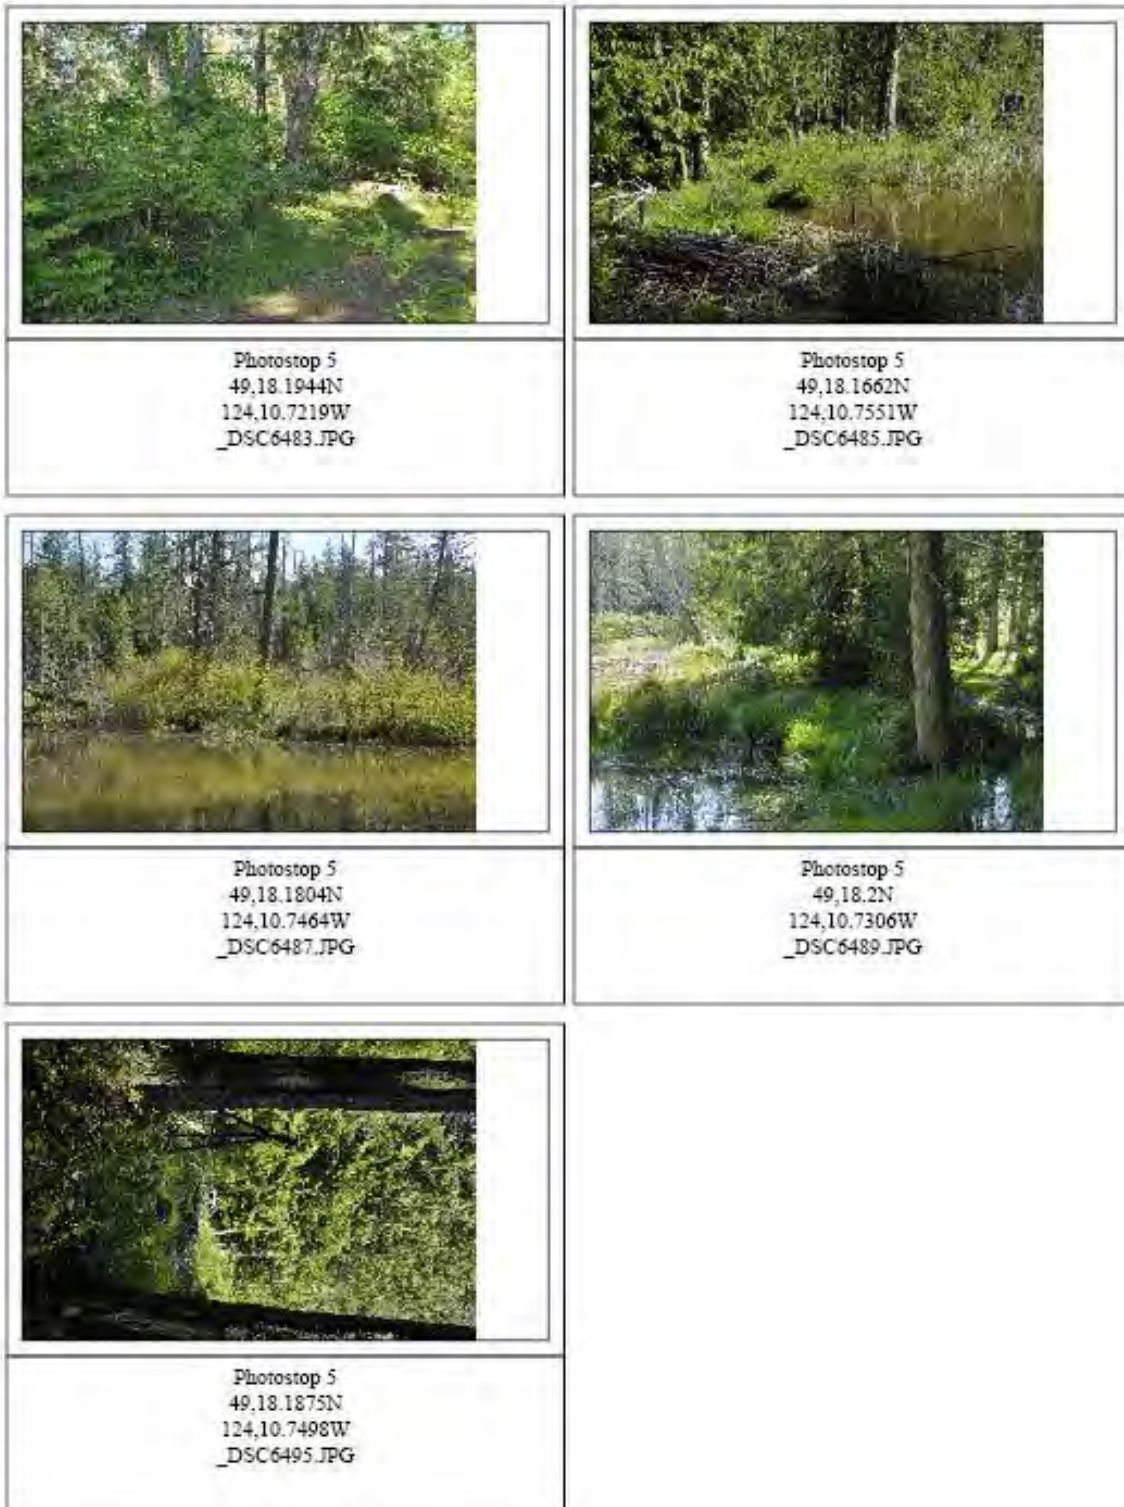 Photostop 5
49,18.1944N
124,10.7219W
_DSC6483.JPG
Photostop 5
49,18.1662N
124,10.7551W
_DSC6485.JPG
Photostop 5
49,18.1804N
124,10.7464W
_DSC6487.JPG
Photostop 5
49,18.2N
124,10.7306W
_DSC6489.JPG
Photostop 5
49,18.1875N
124,10.7498W
_DSC6495.JPG